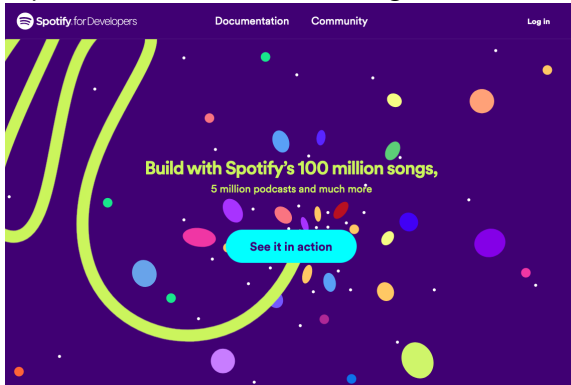 Spotify for Developers
Documentation
Community
Log in
Build with Spotify's 100 million songs,
5 million podcasts and much more
See it in action